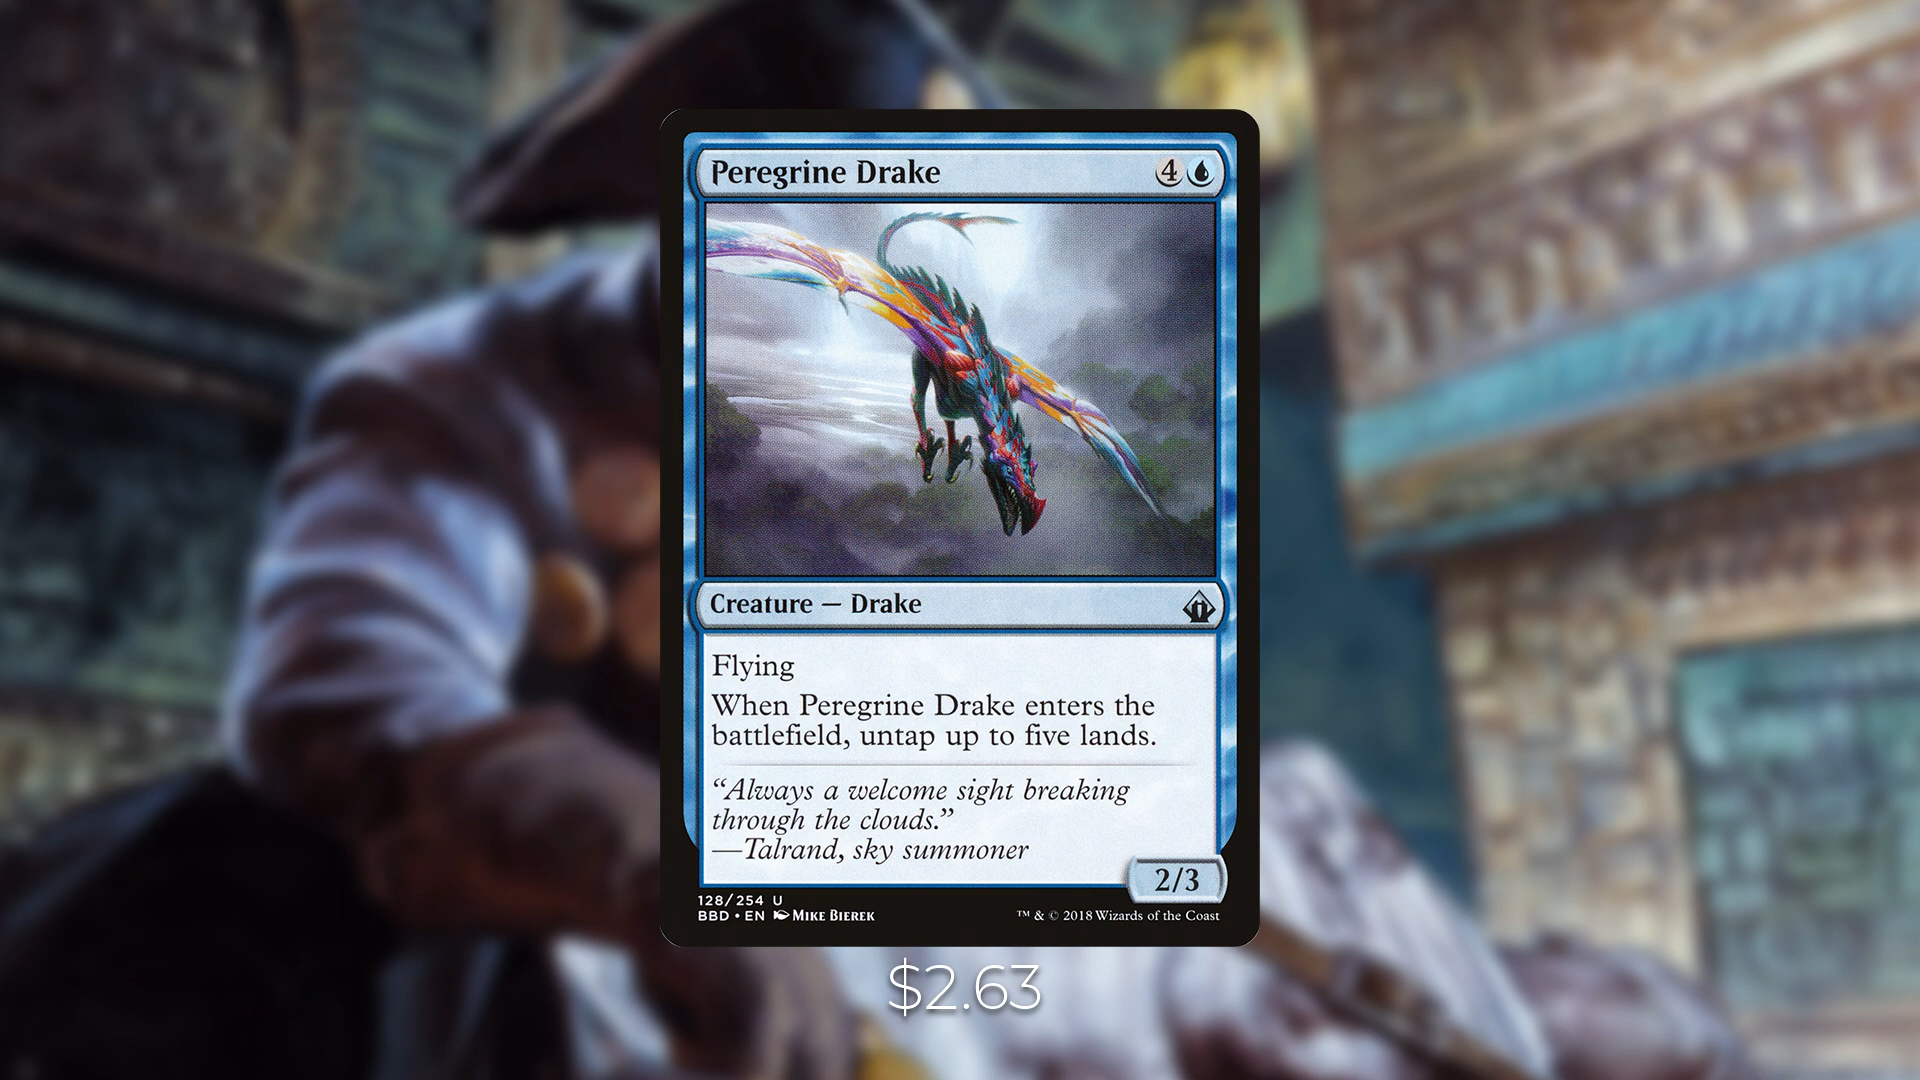 Peregrine Drake 4
Creature — Drake
Flying
When Peregrine Drake enters the
battlefield, untap up to five lands.
“Always a welcome sight breaking
through the clouds.”
—Talrand, sky summoner
2/3
128/254 U
BBD • EN Mike Bierek
™ & © 2018 Wizards of the Coast
$2.63